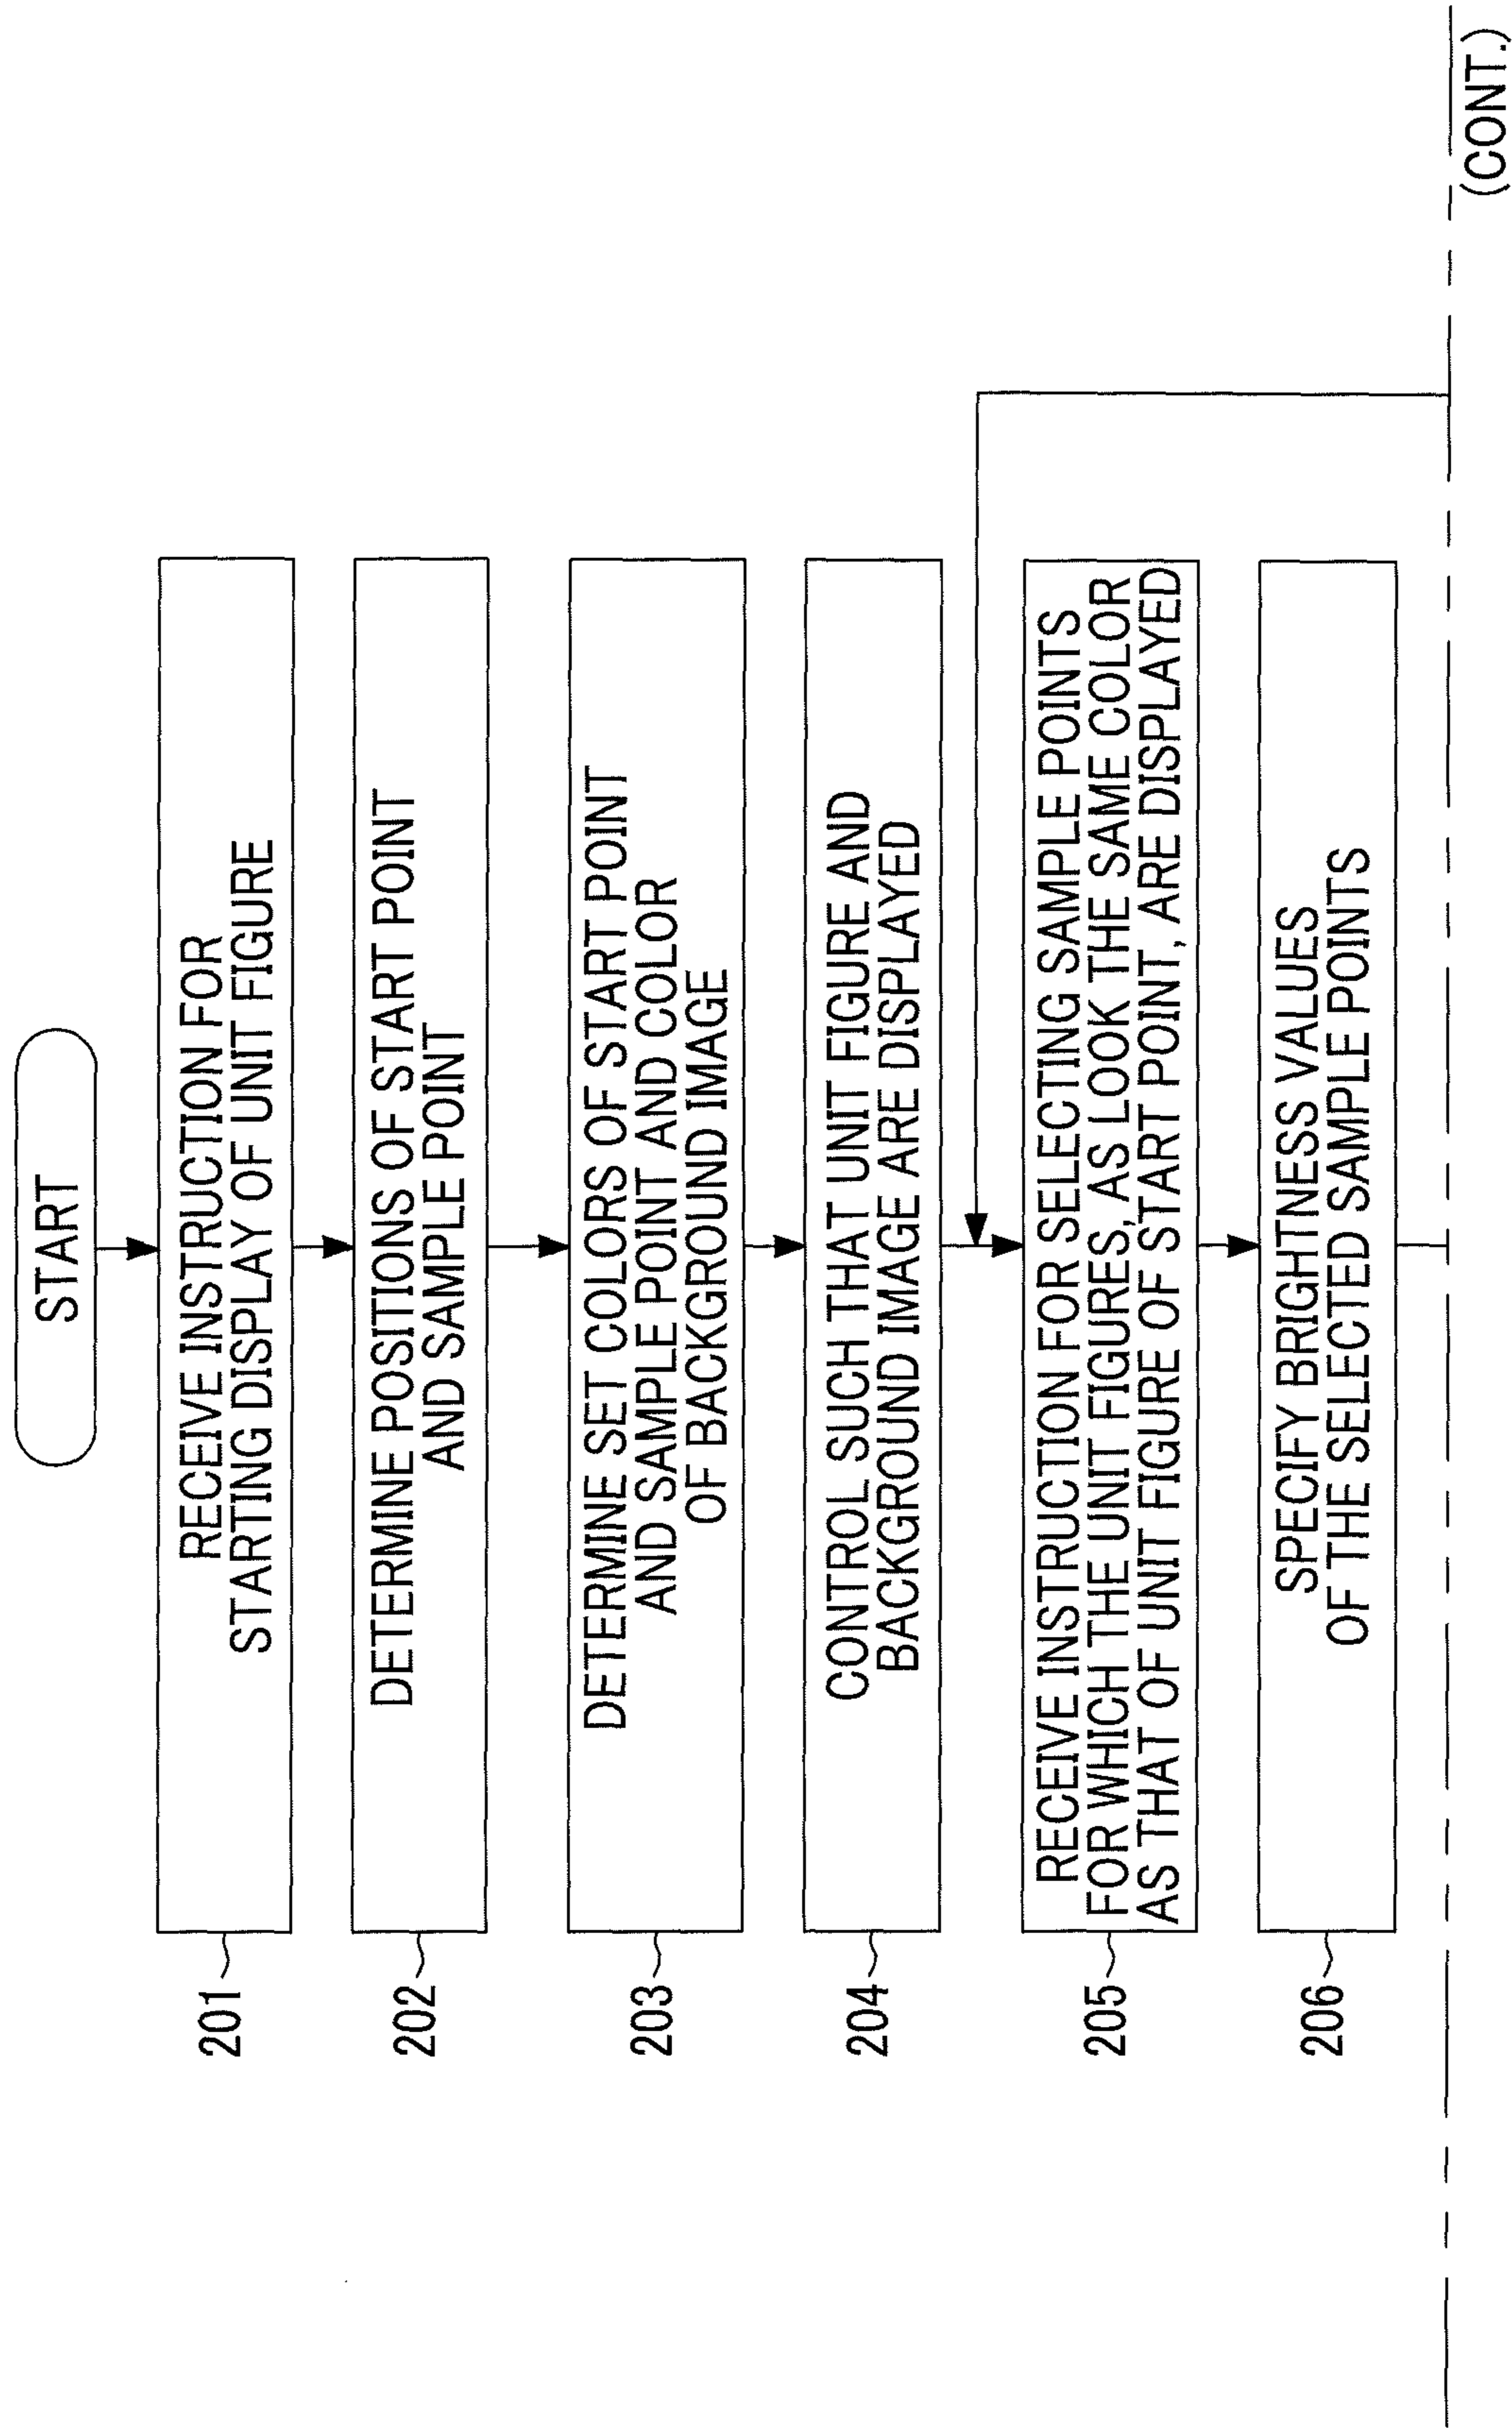 START
201
RECEIVE INSTRUCTION FOR
STARTING DISPLAY OF UNIT FIGURE
202
DETERMINE POSITIONS OF START POINT
AND SAMPLE POINT
203
DETERMINE SET COLORS OF START POINT
AND SAMPLE POINT AND COLOR
OF BACKGROUND IMAGE
204
CONTROL SUCH THAT UNIT FIGURE AND
BACKGROUND IMAGE ARE DISPLAYED
205
RECEIVE INSTRUCTION FOR SELECTING SAMPLE POINTS
FOR WHICH THE UNIT FIGURES, AS LOOK THE SAME COLOR
AS THAT OF UNIT FIGURE OF START POINT, ARE DISPLAYED
206
SPECIFY BRIGHTNESS VALUES
OF THE SELECTED SAMPLE POINTS
(CONT.)